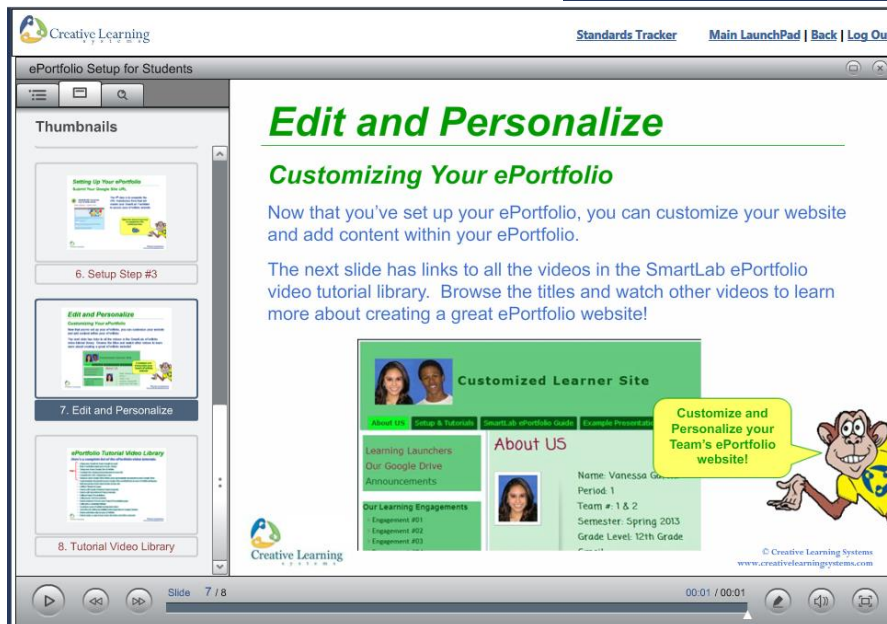 Creative Learning
systems
Standards Tracker
Main LaunchPad | Back | Log Ou
ePortfolio Setup for Students
Thumbnails
Setting Up Your ePortfolio
Submit Your Google Site URL
6. Setup Step #3
Edit and Personalize
Customizing Your ePortfolio
7. Edit and Personalize
ePortfolio Tutorial Video Library
8. Tutorial Video Library
Edit and Personalize
Customizing Your ePortfolio
Now that you've set up your ePortfolio, you can customize your website
and add content within your ePortfolio.
The next slide has links to all the videos in the SmartLab ePortfolio
video tutorial library. Browse the titles and watch other videos to learn
more about creating a great ePortfolio website!
Customized Learner Site
About US Setup & Tutorials SmartLab ePortfolio Guide Example Presentatio
Learning Launchers
Our Google Drive
Announcements
Our Learning Engagements
Engagement #01
Engagement #02
Engagement #03
About US
Name: Vanessa
Period: 1
Team #: 1 & 2
Semester: Spring 2013
Grade Level: 12th Grade
Customize and
Personalize your
Team's ePortfolio
website!
Creative Learning
systems
© Creative Learning Systems
www.creativelearningsystems.com
Slide 7 / 8
00:01 / 00:01